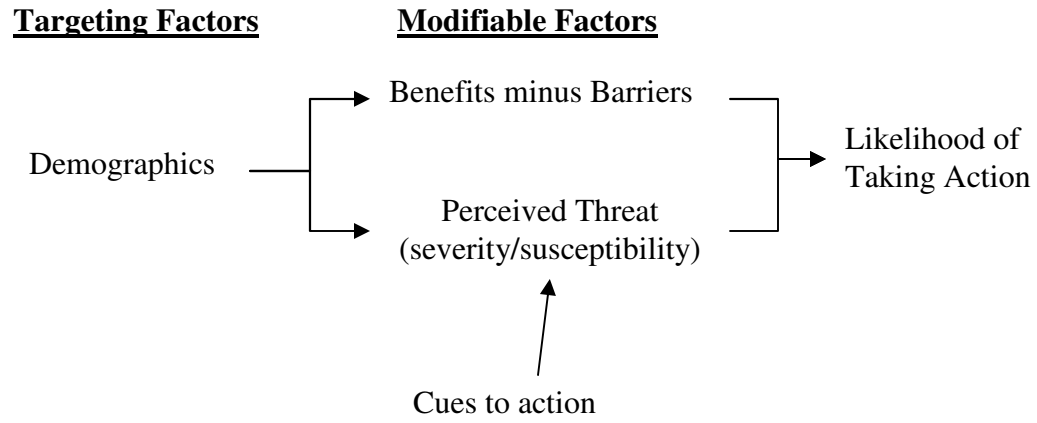 Targeting Factors
Modifiable Factors
Benefits minus Barriers
Demographics
Likelihood of
Taking Action
Perceived Threat
(severity/susceptibility)
Cues to action